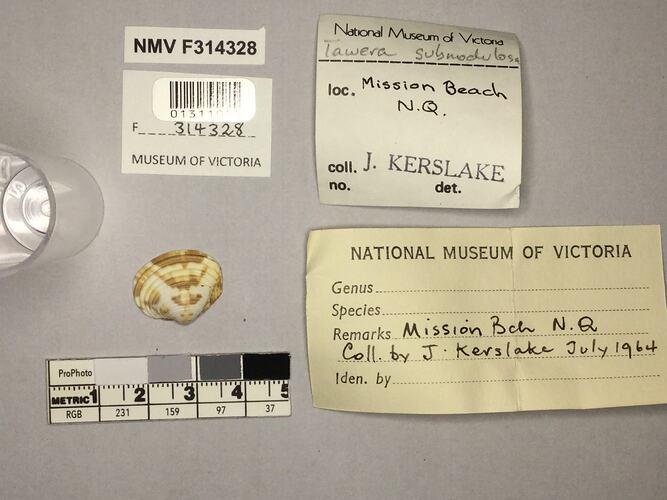 NMV F314328
F 314328
MUSEUM OF VICTORIA
National Museum of Victoria
Tawera submodulosa
loc. Mission Beach
N.Q.
coll. J. KERSLAKE
no. det.
NATIONAL MUSEUM OF VICTORIA
Genus
Species
Remarks Mission Bch N.Q
Coll. by J. Kerslake July 1964
Iden. by
ProPhoto
METRIC 1 2 3 4 5
RGB 231 159 97 37